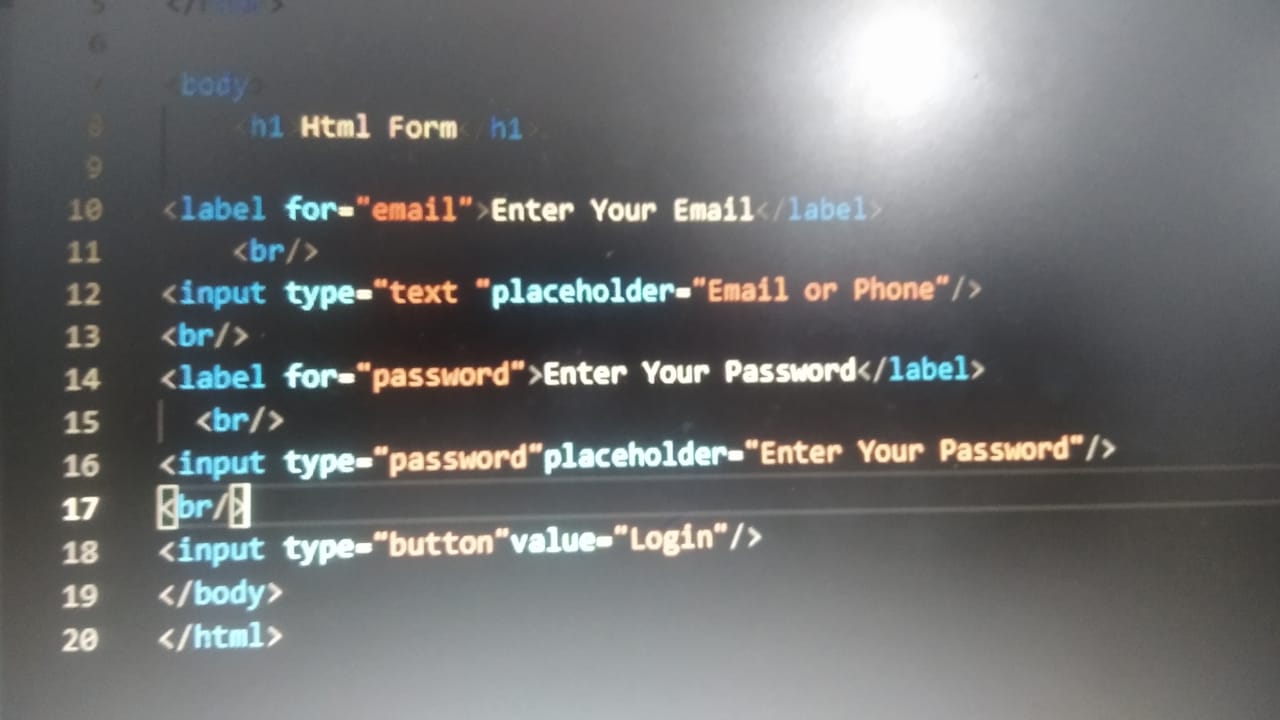 5 </head>
6
7 <body>
8 <h1>Html Form</h1>
9
10 <label for="email">Enter Your Email</label>
11 <br/>
12 <input type="text "placeholder="Email or Phone"/>
13 <br/>
14 <label for="password">Enter Your Password</label>
15 <br/>
16 <input type="password"placeholder="Enter Your Password"/>
17 <br/>
18 <input type="button"value="Login"/>
19 </body>
20 </html>